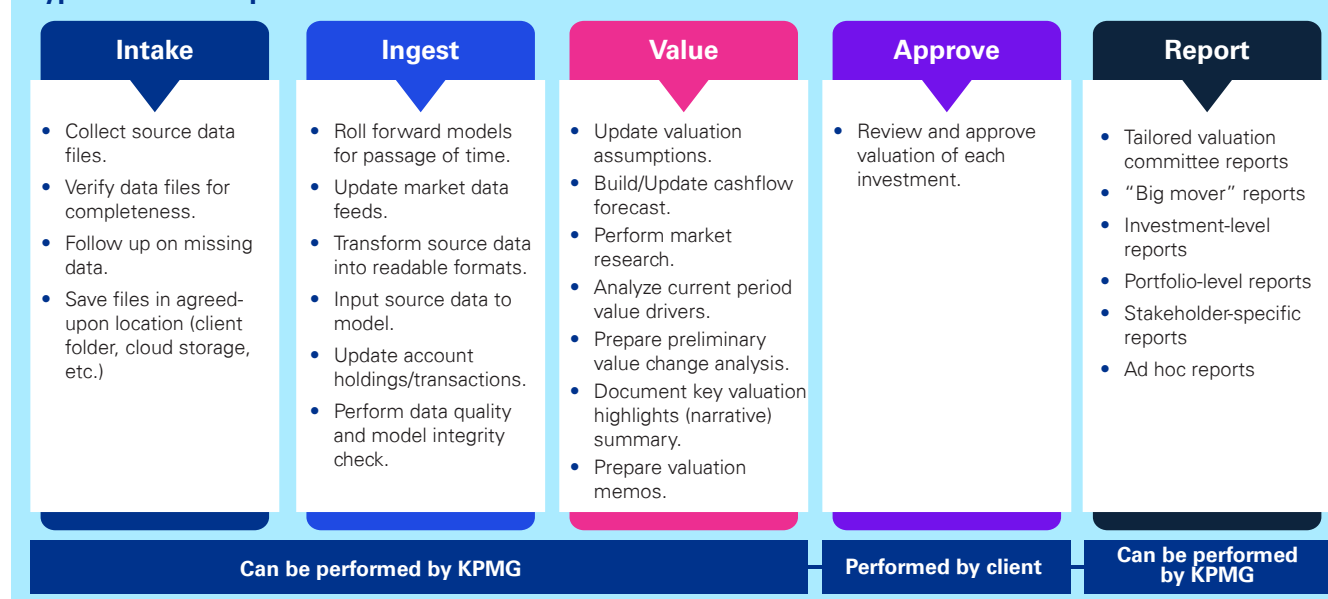 Intake
• Collect source data
files.
• Verify data files for
completeness.
• Follow up on missing
data.
• Save files in agreed-
upon location (client
folder, cloud storage,
etc.)
Ingest
• Roll forward models
for passage of time.
• Update market data
feeds.
• Transform source data
into readable formats.
• Input source data to
model.
• Update account
holdings/transactions.
• Perform data quality
and model integrity
check.
Value
• Update valuation
assumptions.
• Build/Update cashflow
forecast.
• Perform market
research.
• Analyze current period
value drivers.
• Prepare preliminary
value change analysis.
• Document key valuation
highlights (narrative)
summary.
• Prepare valuation
memos.
Approve
• Review and approve
valuation of each
investment.
Report
• Tailored valuation
committee reports
• “Big mover” reports
• Investment-level
reports
• Portfolio-level reports
• Stakeholder-specific
reports
• Ad hoc reports
Can be performed by KPMG
Performed by client
Can be performed
by KPMG